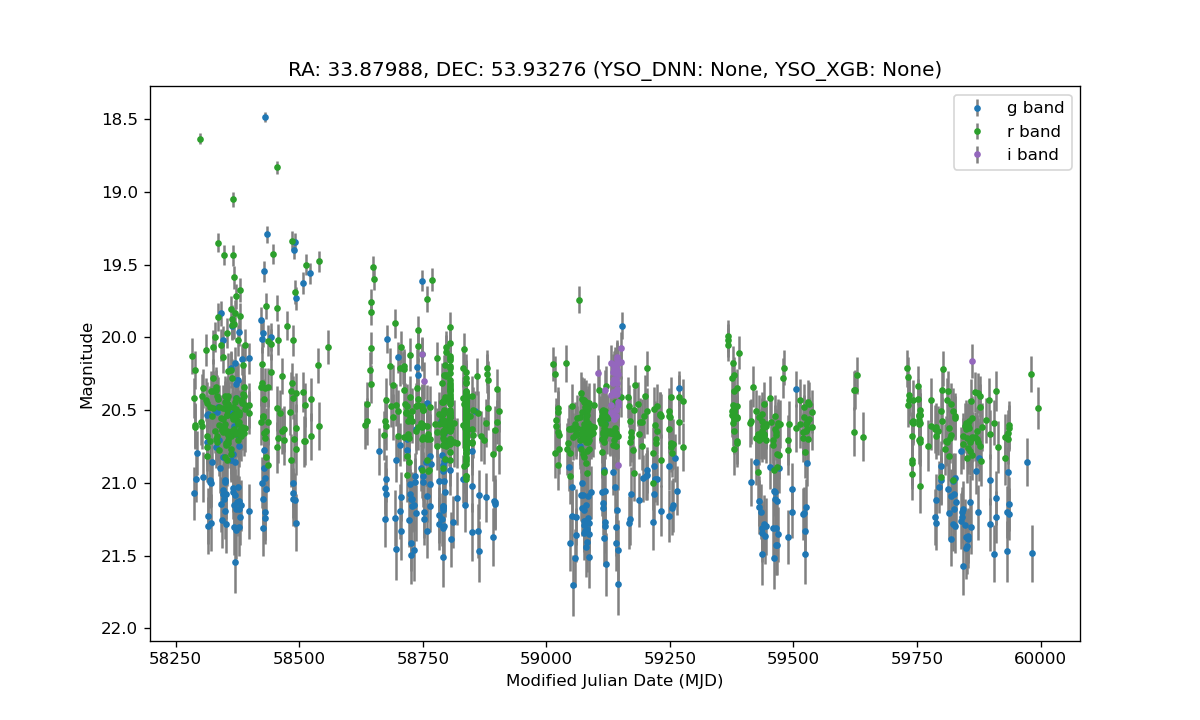 RA: 33.87988, DEC: 53.93276 (YSO_DNN: None, YSO_XGB: None)
g band
r band
i band
18.5
19.0
19.5
20.0
20.5
21.0
21.5
22.0
Magnitude
58250 58500 58750 59000 59250 59500 59750 60000
Modified Julian Date (MJD)